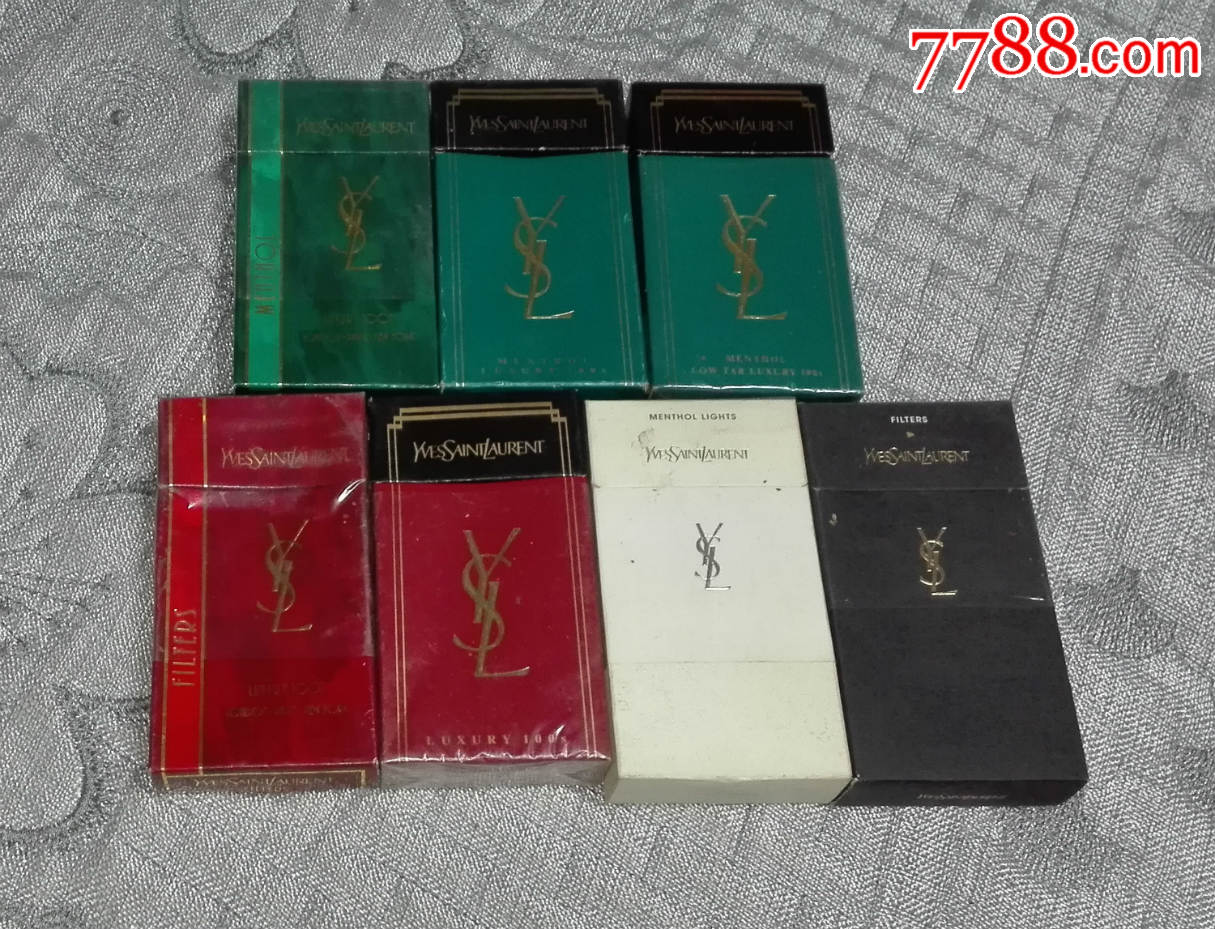 7788.com
YVESSAINTLAURENT
YSL
MENTHOL
YVESSAINTLAURENT
YSL
MENTHOL
LUXURY 100s
YVESSAINTLAURENT
YSL
MENTHOL
LOW TAR LUXURY 100s
YVESSAINTLAURENT
YSL
FILTERS
YVESSAINTLAURENT
YVESSAINTLAURENT
YSL
LUXURY 100s
MENTHOL LIGHTS
YVESSAINTLAURENT
YSL
FILTERS
YVESSAINTLAURENT
YSL